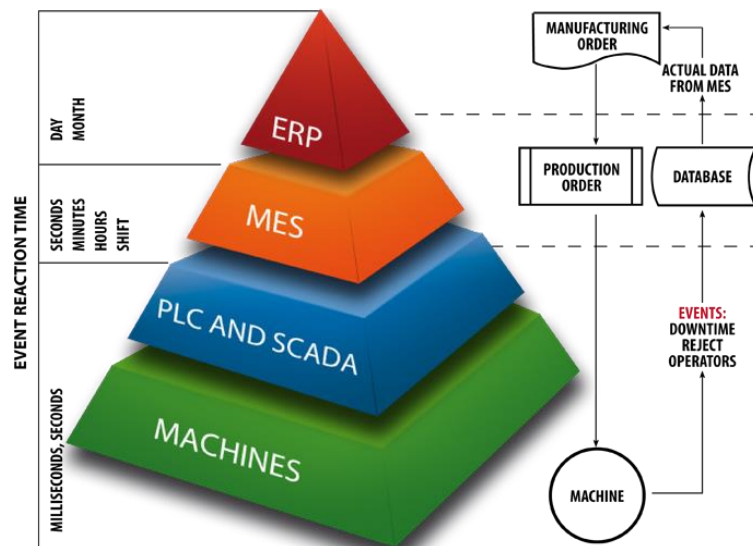 EVENT REACTION TIME
DAY
MONTH
SECONDS
MINUTES
HOURS
SHIFT
MILLISECONDS, SECONDS
ERP
MES
PLC AND SCADA
MACHINES
MANUFACTURING
ORDER
ACTUAL DATA
FROM MES
PRODUCTION
ORDER
DATABASE
EVENTS:
DOWNTIME
REJECT
OPERATORS
MACHINE